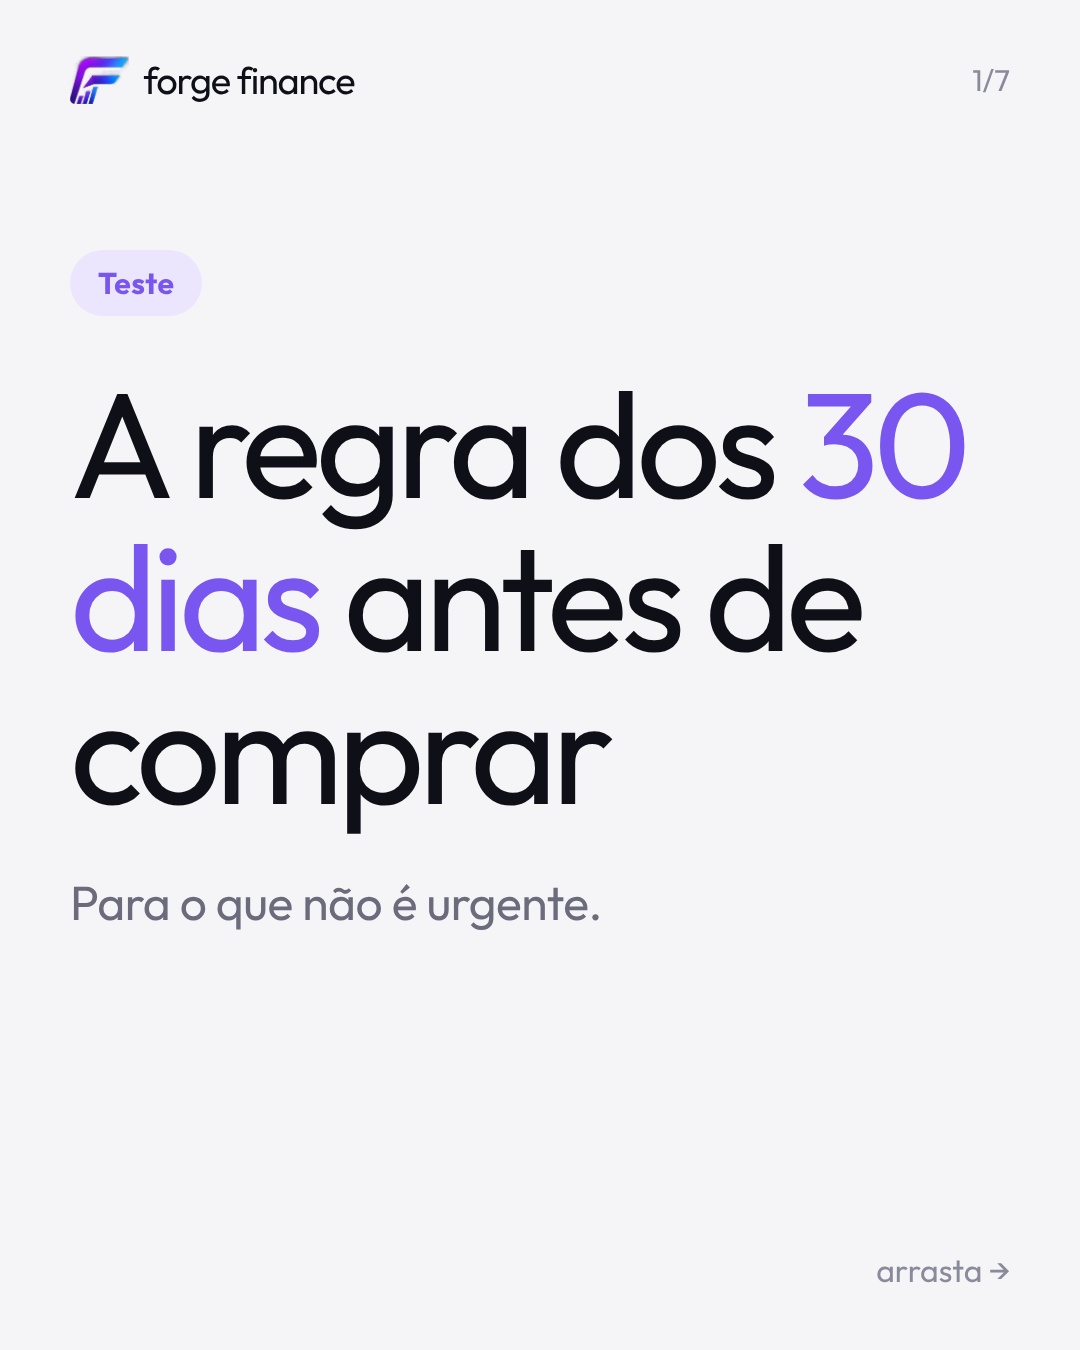 forge finance
1/7
Teste
A regra dos 30
dias antes de
comprar
Para o que não é urgente.
arrasta →